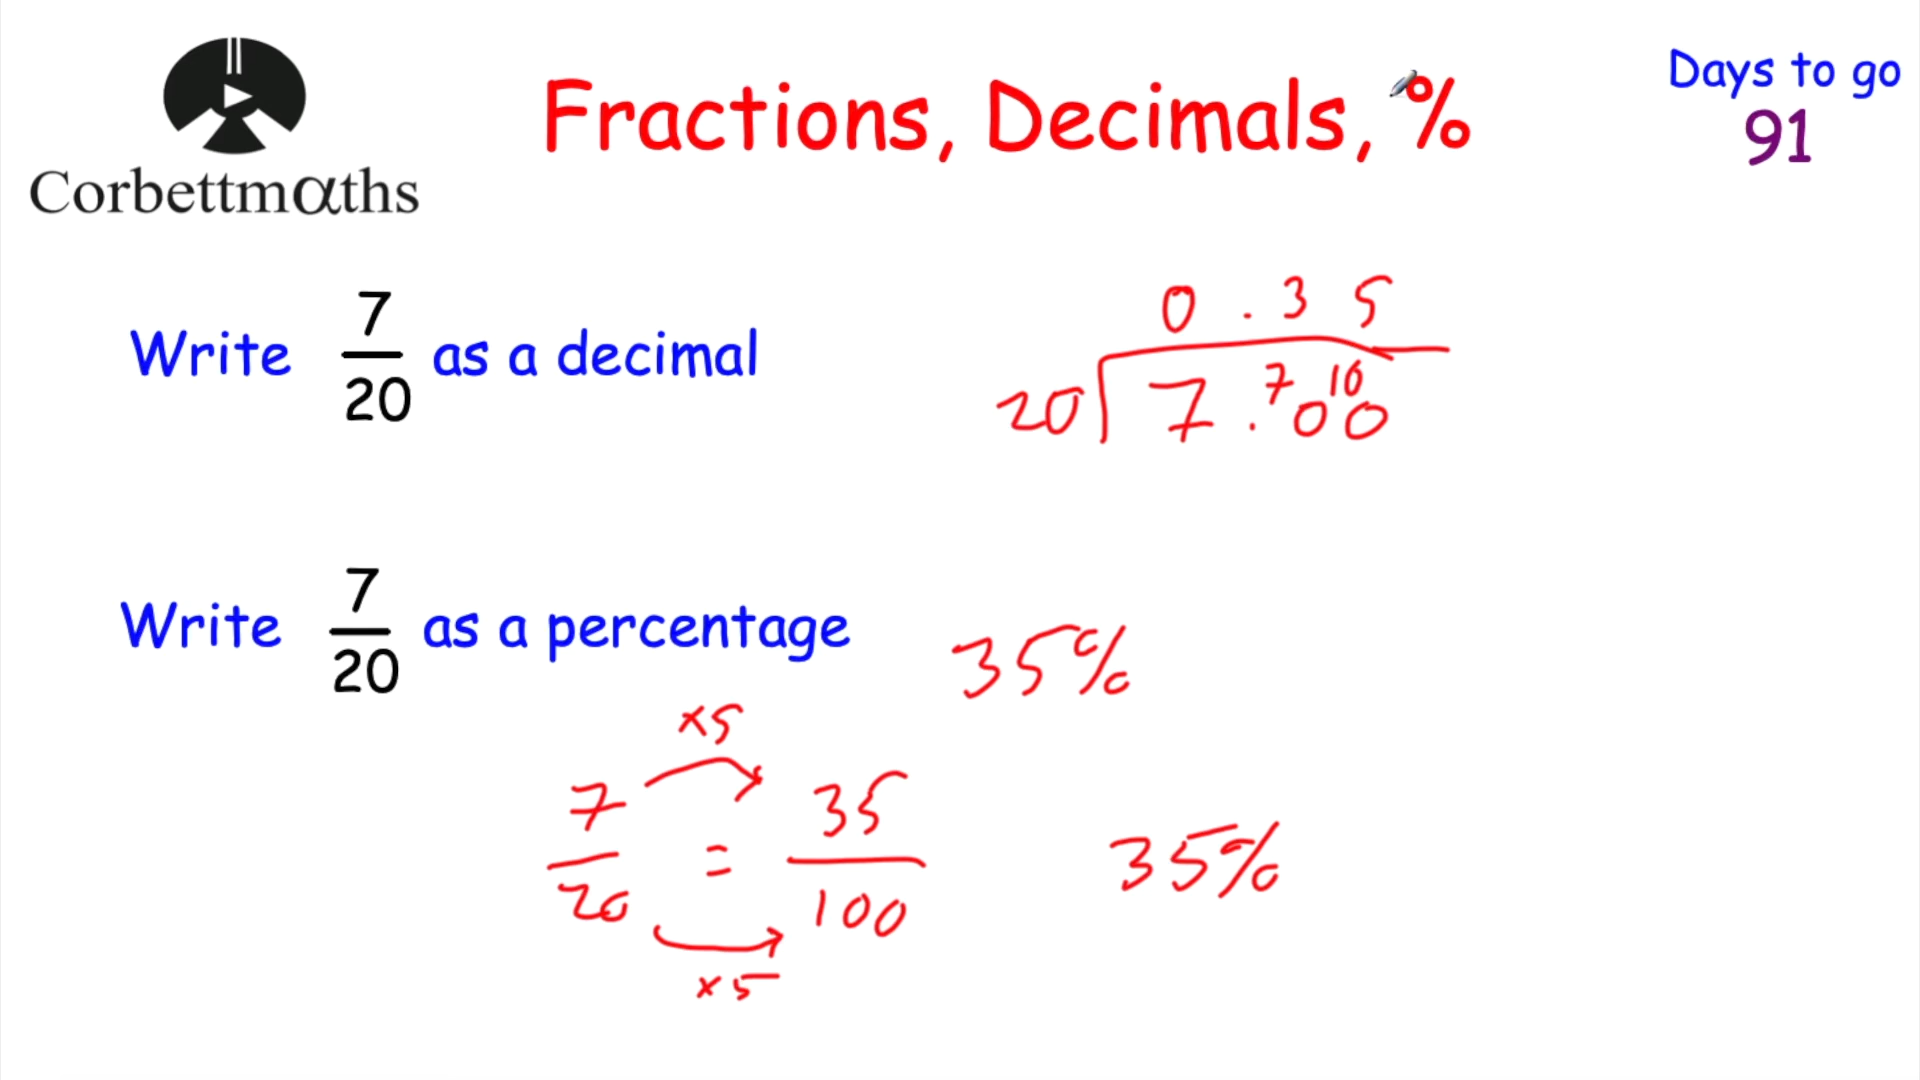 Corbettmαths
Fractions, Decimals, %
Days to go
91
Write 7/20 as a decimal
0.35
20 7.⁷0¹⁰0
Write 7/20 as a percentage
35%
×5
7/20 = 35/100
35%
×5